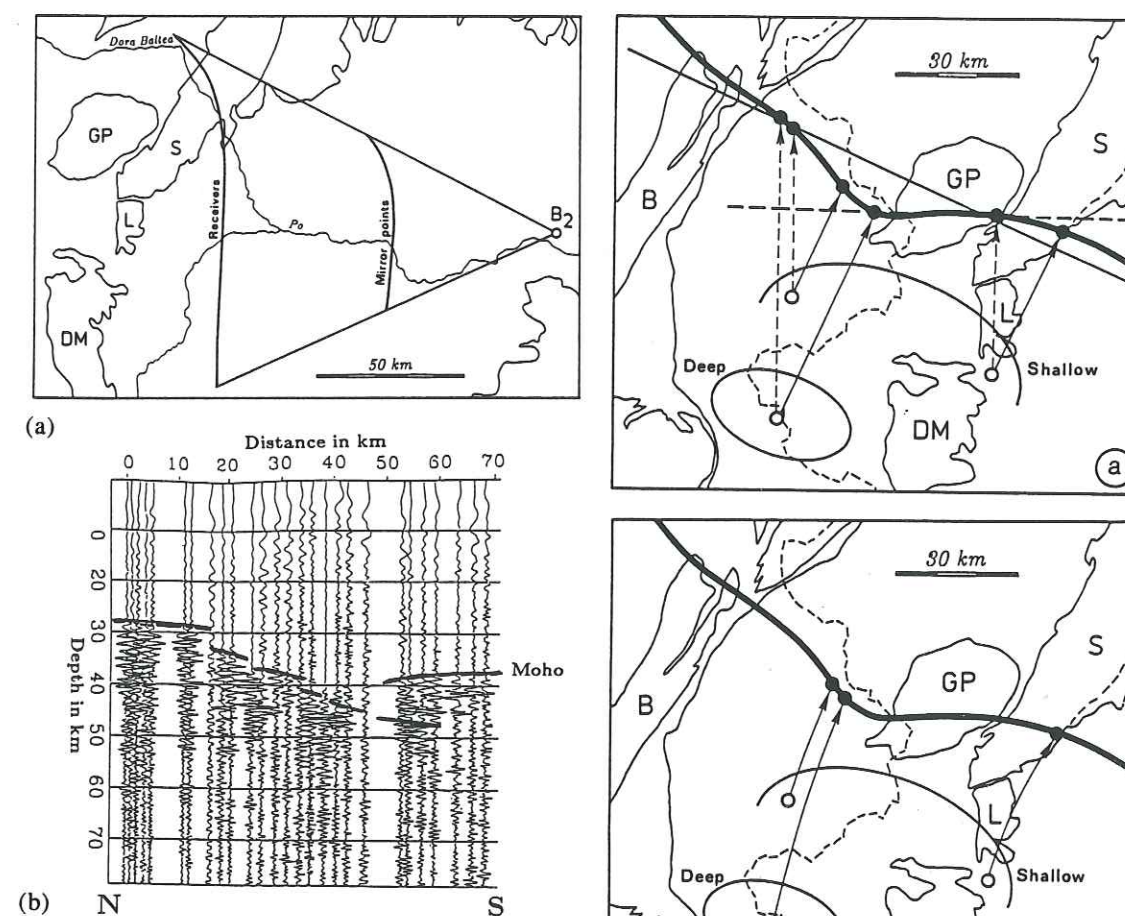 Dora Baltea
GP
S
L
DM
Receivers
Mirror points
Po
B2
50 km
(a)
Distance in km
0 10 20 30 40 50 60 70
Depth in km
0
20
30
40
50
60
70
Moho
(b) N S
30 km
B
GP
S
L
Deep
Shallow
DM
a
30 km
B
GP
S
L
Deep
Shallow